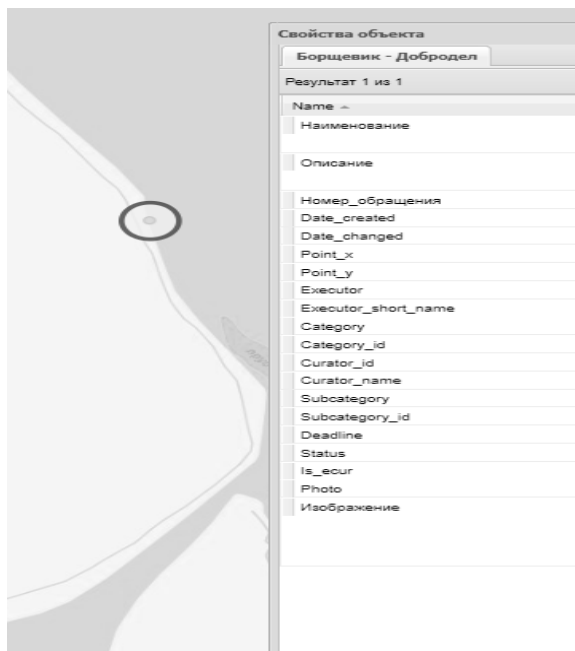 Свойства объекта
Борщевик - Добродел
Результат 1 из 1
Name
Наименование
Описание
Номер_обращения
Date_created
Date_changed
Point_x
Point_y
Executor
Executor_short_name
Category
Category_id
Curator_id
Curator_name
Subcategory
Subcategory_id
Deadline
Status
Is_ecur
Photo
Изображение